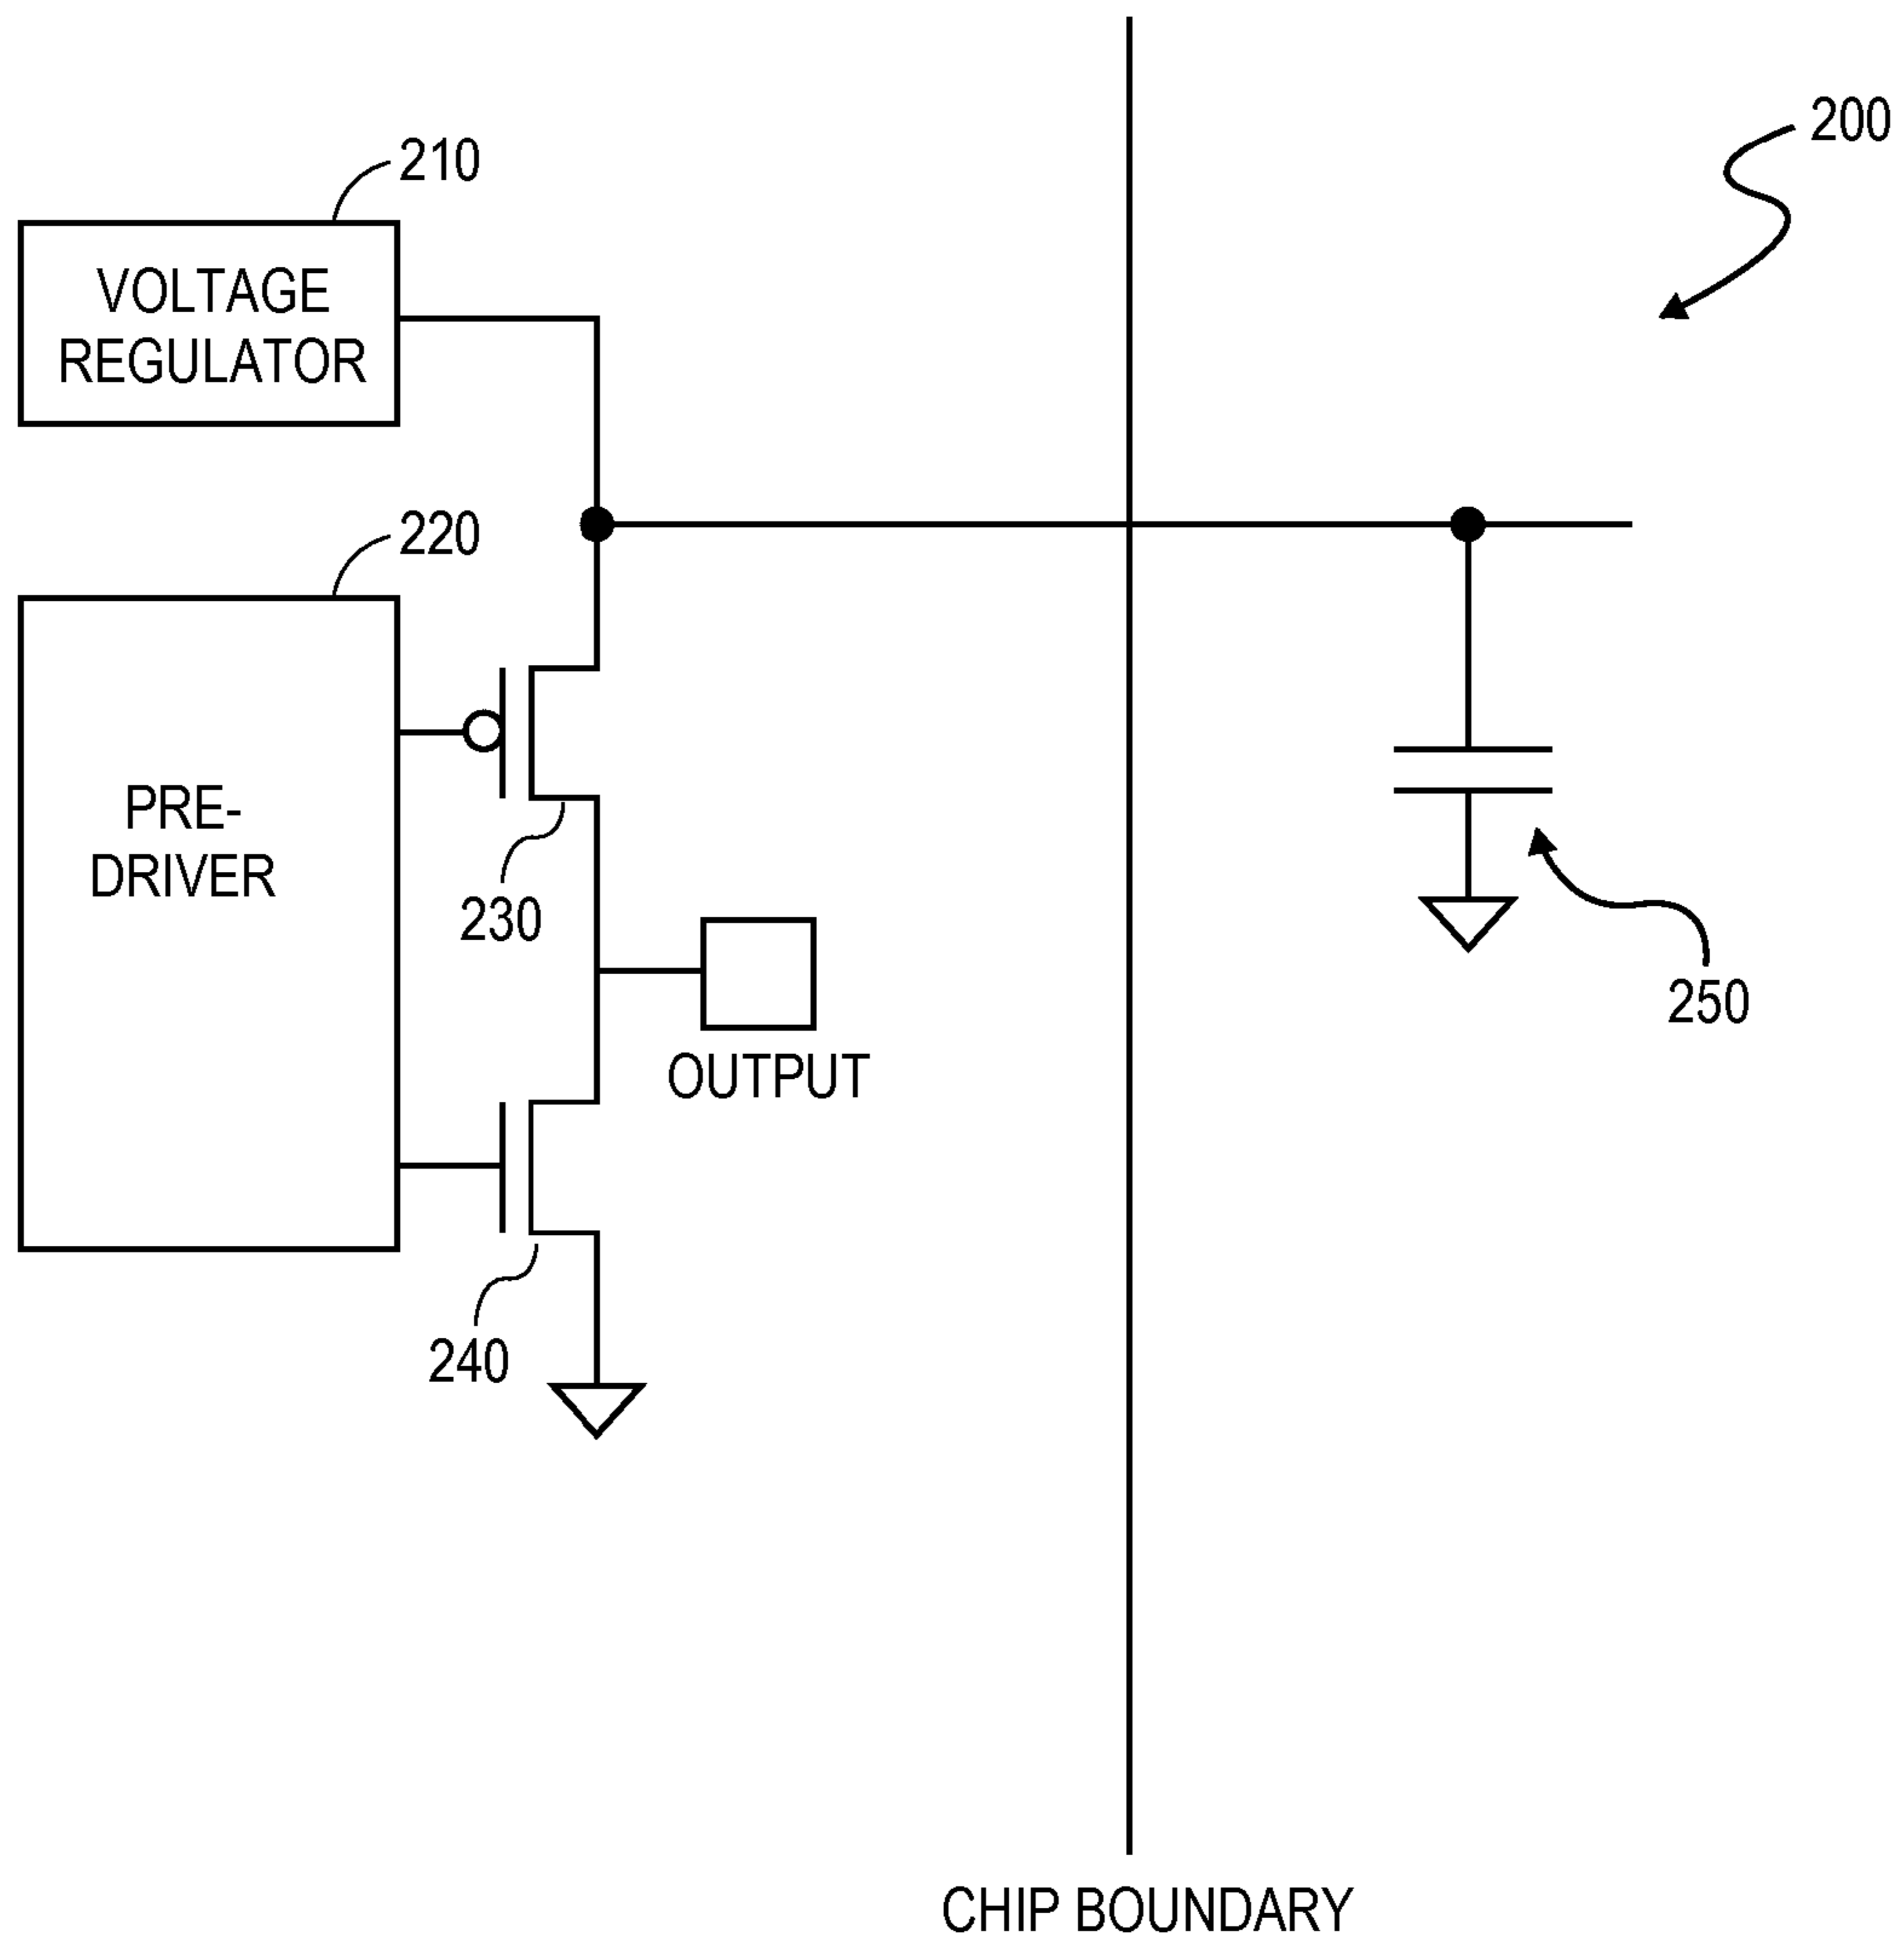 200
210
VOLTAGE
REGULATOR
220
PRE-
DRIVER
230
OUTPUT
250
240
CHIP BOUNDARY